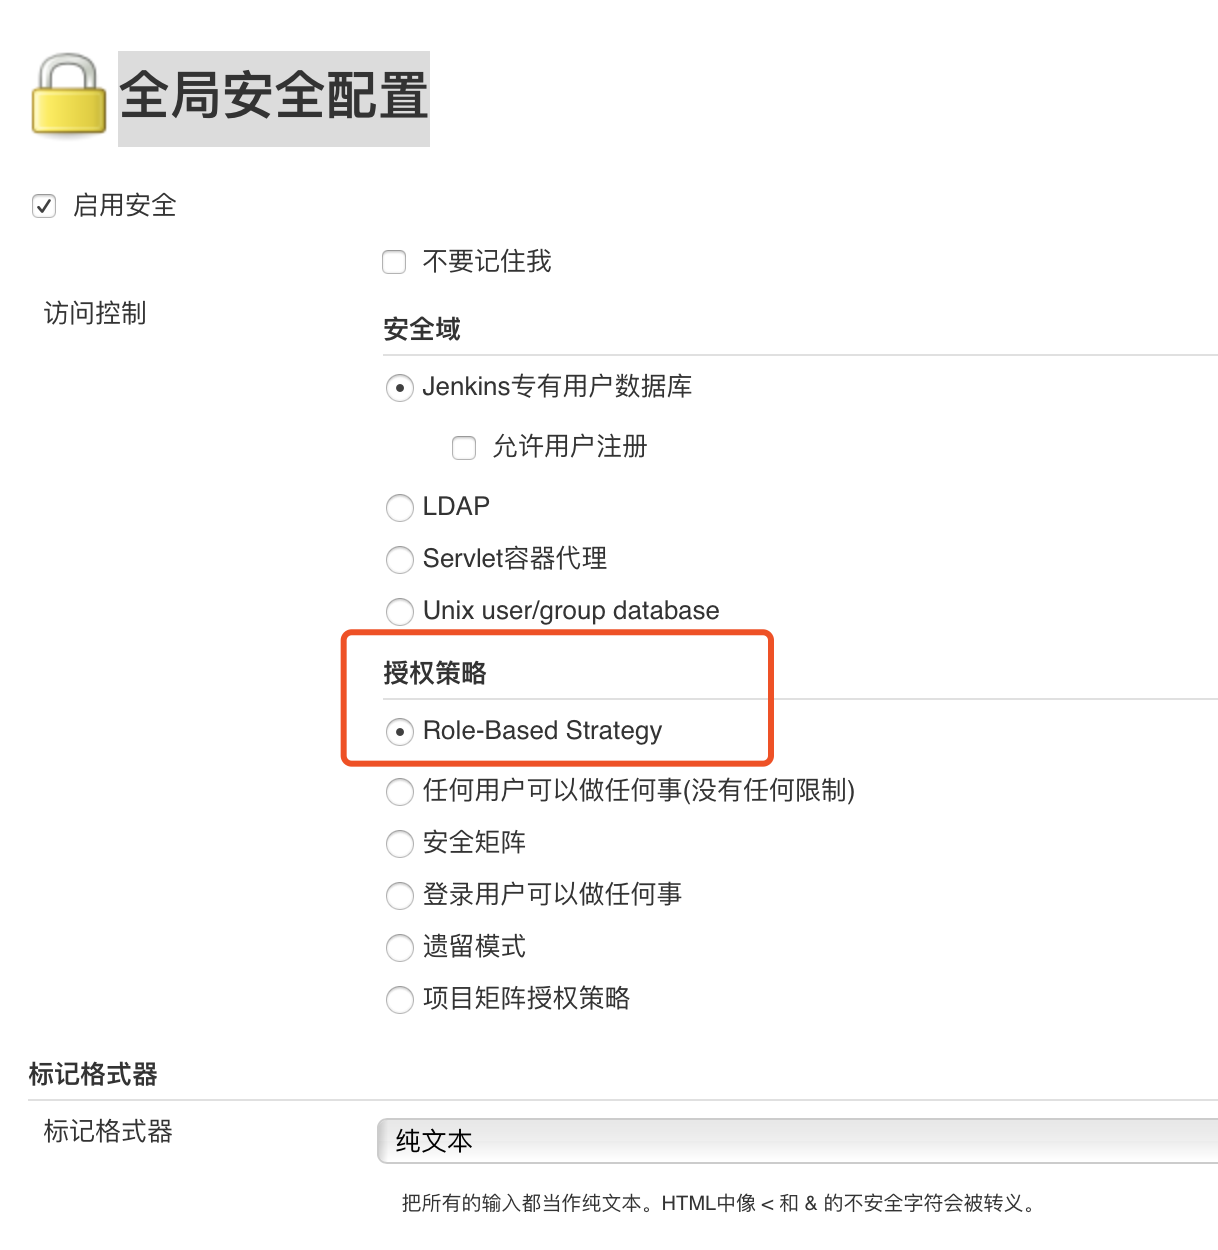 全局安全配置
启用安全
不要记住我
访问控制
安全域
Jenkins专有用户数据库
允许用户注册
LDAP
Servlet容器代理
Unix user/group database
授权策略
Role-Based Strategy
任何用户可以做任何事(没有任何限制)
安全矩阵
登录用户可以做任何事
遗留模式
项目矩阵授权策略
标记格式器
标记格式器
纯文本
把所有的输入都当作纯文本。HTML中像 < 和 & 的不安全字符会被转义。